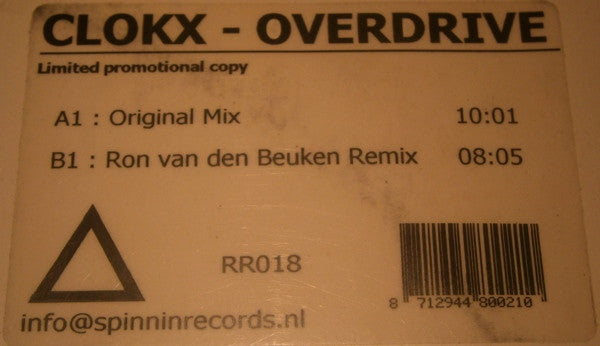 CLOKX - OVERDRIVE
Limited promotional copy
A1 : Original Mix 10:01
B1 : Ron van den Beuken Remix 08:05
RR018
8 712944 800210
info@spinninrecords.nl